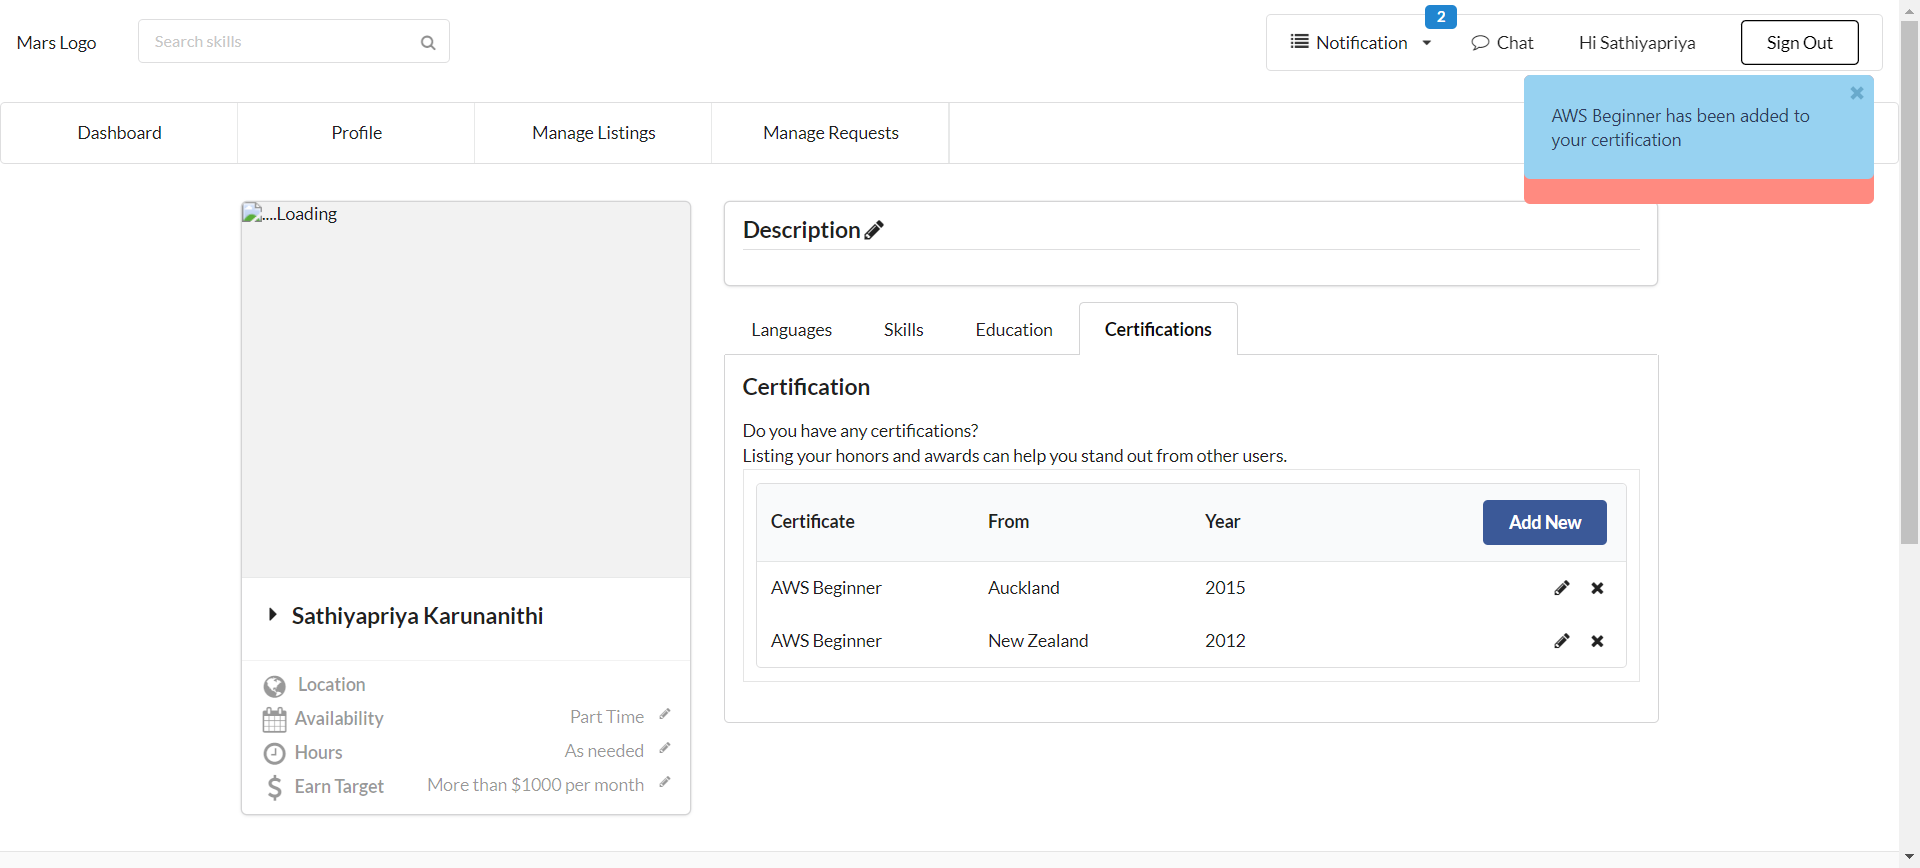 Mars Logo
Search skills
Notification
2
Chat
Hi Sathiyapriya
Sign Out
AWS Beginner has been added to
your certification
Dashboard
Profile
Manage Listings
Manage Requests
....Loading
Sathiyapriya Karunanithi
Location
Availability
Part Time
Hours
As needed
Earn Target
More than $1000 per month
Description
Languages
Skills
Education
Certifications
Certification
Do you have any certifications?
Listing your honors and awards can help you stand out from other users.
Certificate From Year Add New
AWS Beginner Auckland 2015
AWS Beginner New Zealand 2012